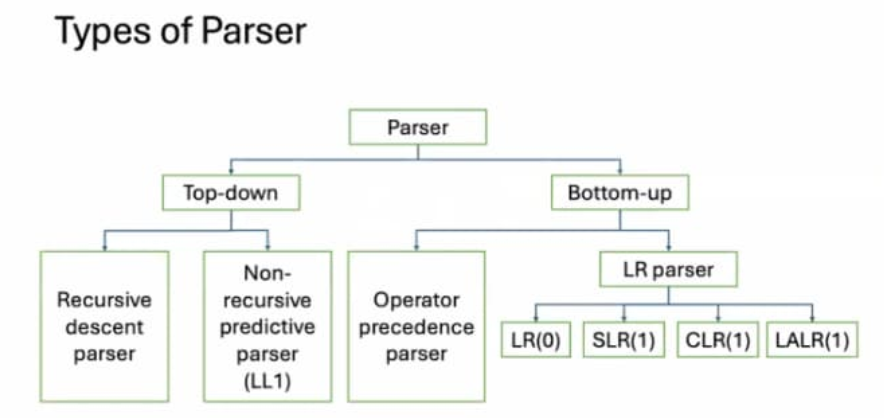 Types of Parser
Parser
Top-down
Bottom-up
Recursive
descent
parser
Non-
recursive
predictive
parser
(LL1)
Operator
precedence
parser
LR parser
LR(0)
SLR(1)
CLR(1)
LALR(1)